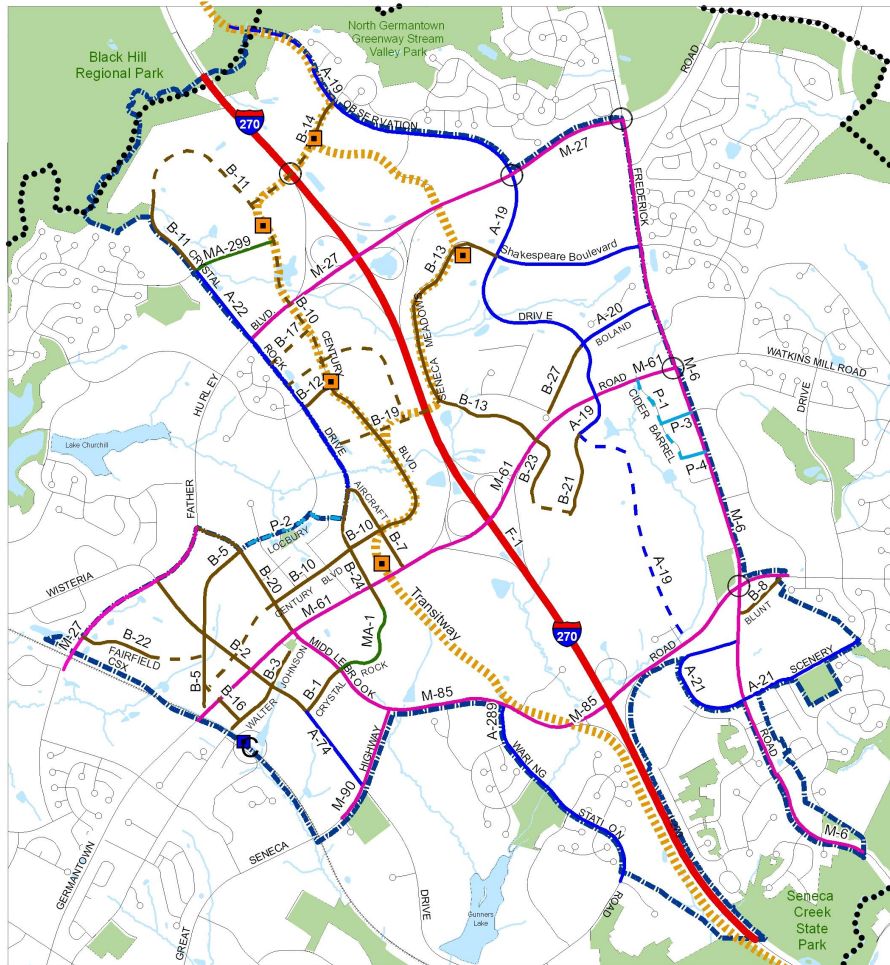 North Germantown
Greenway Stream
Valley Park
Black Hill
Regional Park
ROAD
A-19
OBSERVATION
270
B-14
M-27
B-11
FREDERICK
A-19
B-11
MA-299
CRYSTAL
B-13
Shakespeare Boulevard
M-27
A-22
B-10
MEADOWS
DRIVE
A-20
BLVD.
B-17
CENTURY
BOLAND
ROCK
SENECA
M-61
M-6
WATKINS MILL ROAD
HURLEY
B-12
B-27
ROAD
P-1
CIDER
DRIVE
B-19
B-13
A-19
BARREL
P-3
Lake Churchill
DRIVE
BLVD.
M-61
B-23
P-4
FATHER
AIRCRAFT
B-21
P-2
LOCBURY
B-10
B-7
F-1
M-6
B-5
B-10
CENTURY BLVD
B-24
WISTERIA
B-20
M-61
Transitway
A-19
B-8
BLUNT
M-27
B-22
FAIRFIELD
CSX
B-2
MA-1
270
MIDDLEBROOK
ROAD
B-3
JOHNSON
ROCK
B-5
B-1
CRYSTAL
M-85
A-21
A-21
SCENERY
B-16
WALTER
M-85
A-289
ROAD
C
A-74
HIGHWAY
WARING
M-90
STATION
M-6
SENECA
GERMANTOWN
DRIVE
ROAD
GREAT
Gunners
Lake
Seneca
Creek
State
Park